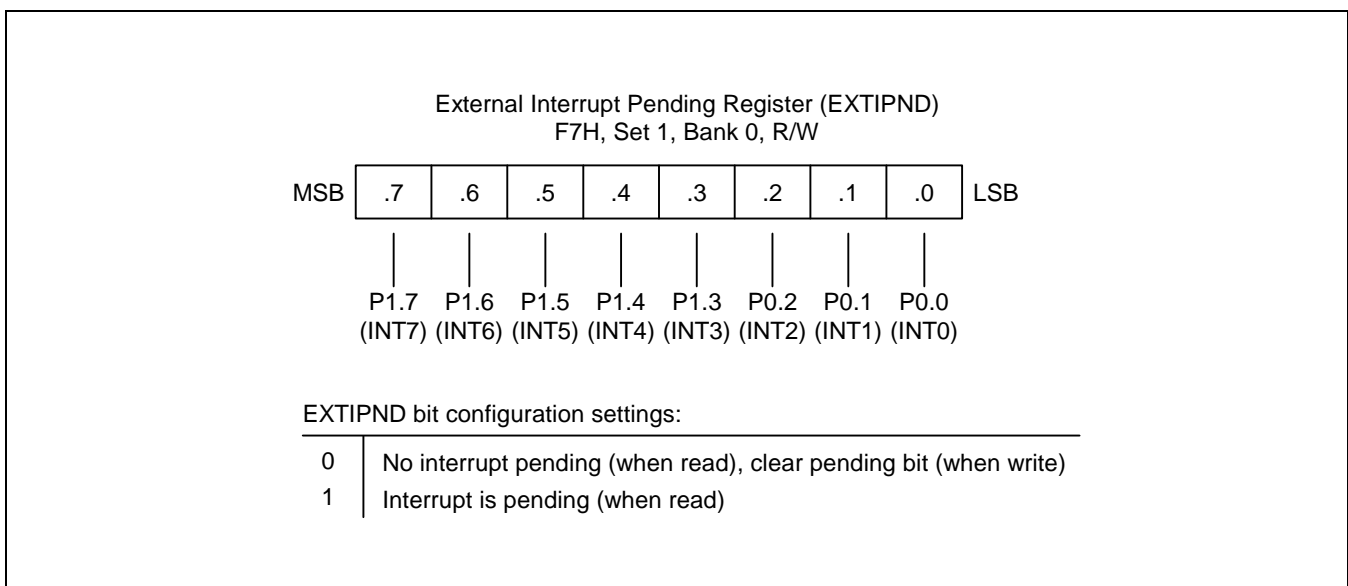 External Interrupt Pending Register (EXTIPND)
F7H, Set 1, Bank 0, R/W
MSB .7 .6 .5 .4 .3 .2 .1 .0 LSB
P1.7 P1.6 P1.5 P1.4 P1.3 P0.2 P0.1 P0.0
(INT7) (INT6) (INT5) (INT4) (INT3) (INT2) (INT1) (INT0)
EXTIPND bit configuration settings:
0 No interrupt pending (when read), clear pending bit (when write)
1 Interrupt is pending (when read)